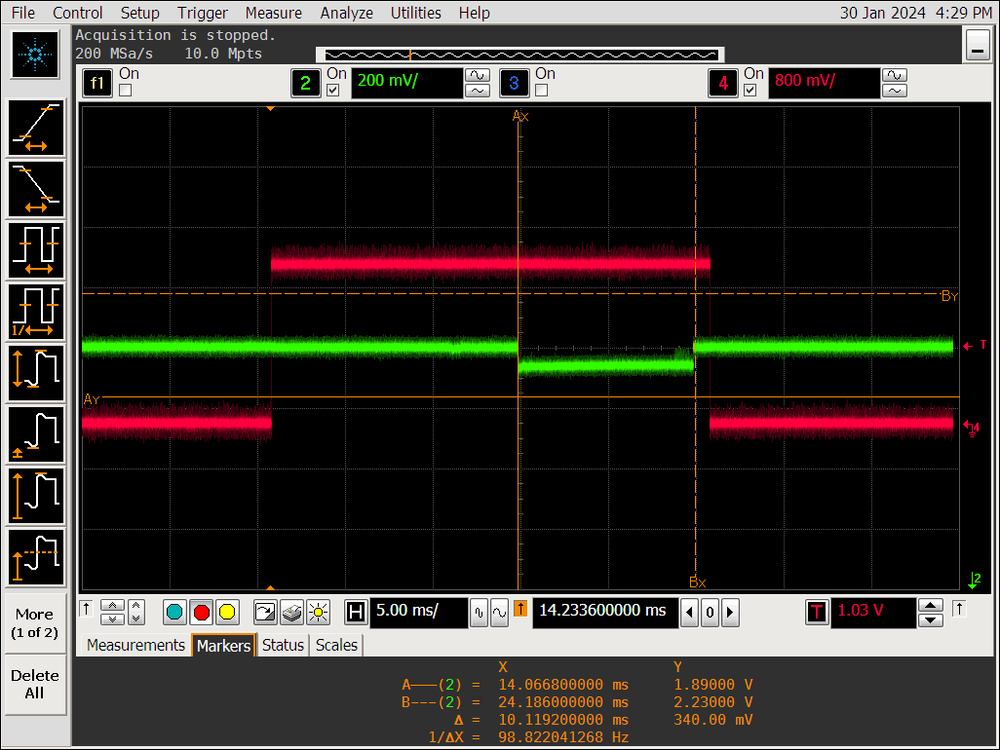 File Control Setup Trigger Measure Analyze Utilities Help 30 Jan 2024 4:29 PM
Acquisition is stopped.
200 MSa/s 10.0 Mpts
f1 On 2 On 200 mV/ 3 On 4 On 800 mV/
Ax
By
T
Ay
4
1/
Bx
2
More
(1 of 2)
Delete
All
H 5.00 ms/ 14.233600000 ms 0 T 1.03 V
Measurements Markers Status Scales
X Y
A———(2) = 14.066800000 ms 1.89000 V
B---(2) = 24.186000000 ms 2.23000 V
Δ = 10.119200000 ms 340.00 mV
1/ΔX = 98.822041268 Hz